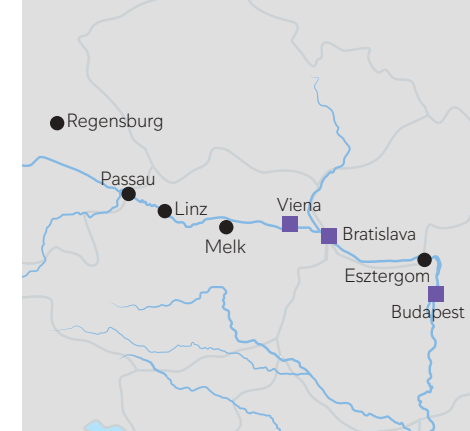 Regensburg
Passau
Linz
Viena
Melk
Bratislava
Esztergom
Budapest